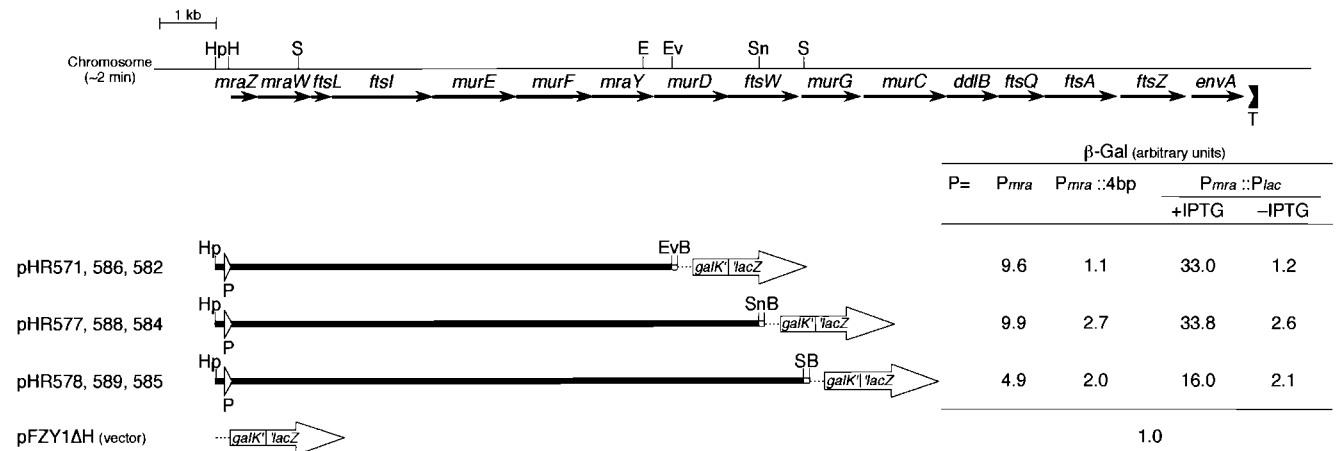 1 kb
HpH S E Ev Sn S
Chromosome
(~2 min)
mraZ mraW ftsL ftsI murE murF mraY murD ftsW murG murC ddlB ftsQ ftsA ftsZ envA
T
β-Gal (arbitrary units)
P= Pmra Pmra ::4bp Pmra ::Plac
+IPTG −IPTG
pHR571, 586, 582 Hp P EvB galK' 'lacZ 9.6 1.1 33.0 1.2
pHR577, 588, 584 Hp P SnB galK' 'lacZ 9.9 2.7 33.8 2.6
pHR578, 589, 585 Hp P SB galK' 'lacZ 4.9 2.0 16.0 2.1
pFZY1ΔH (vector) galK' 'lacZ 1.0